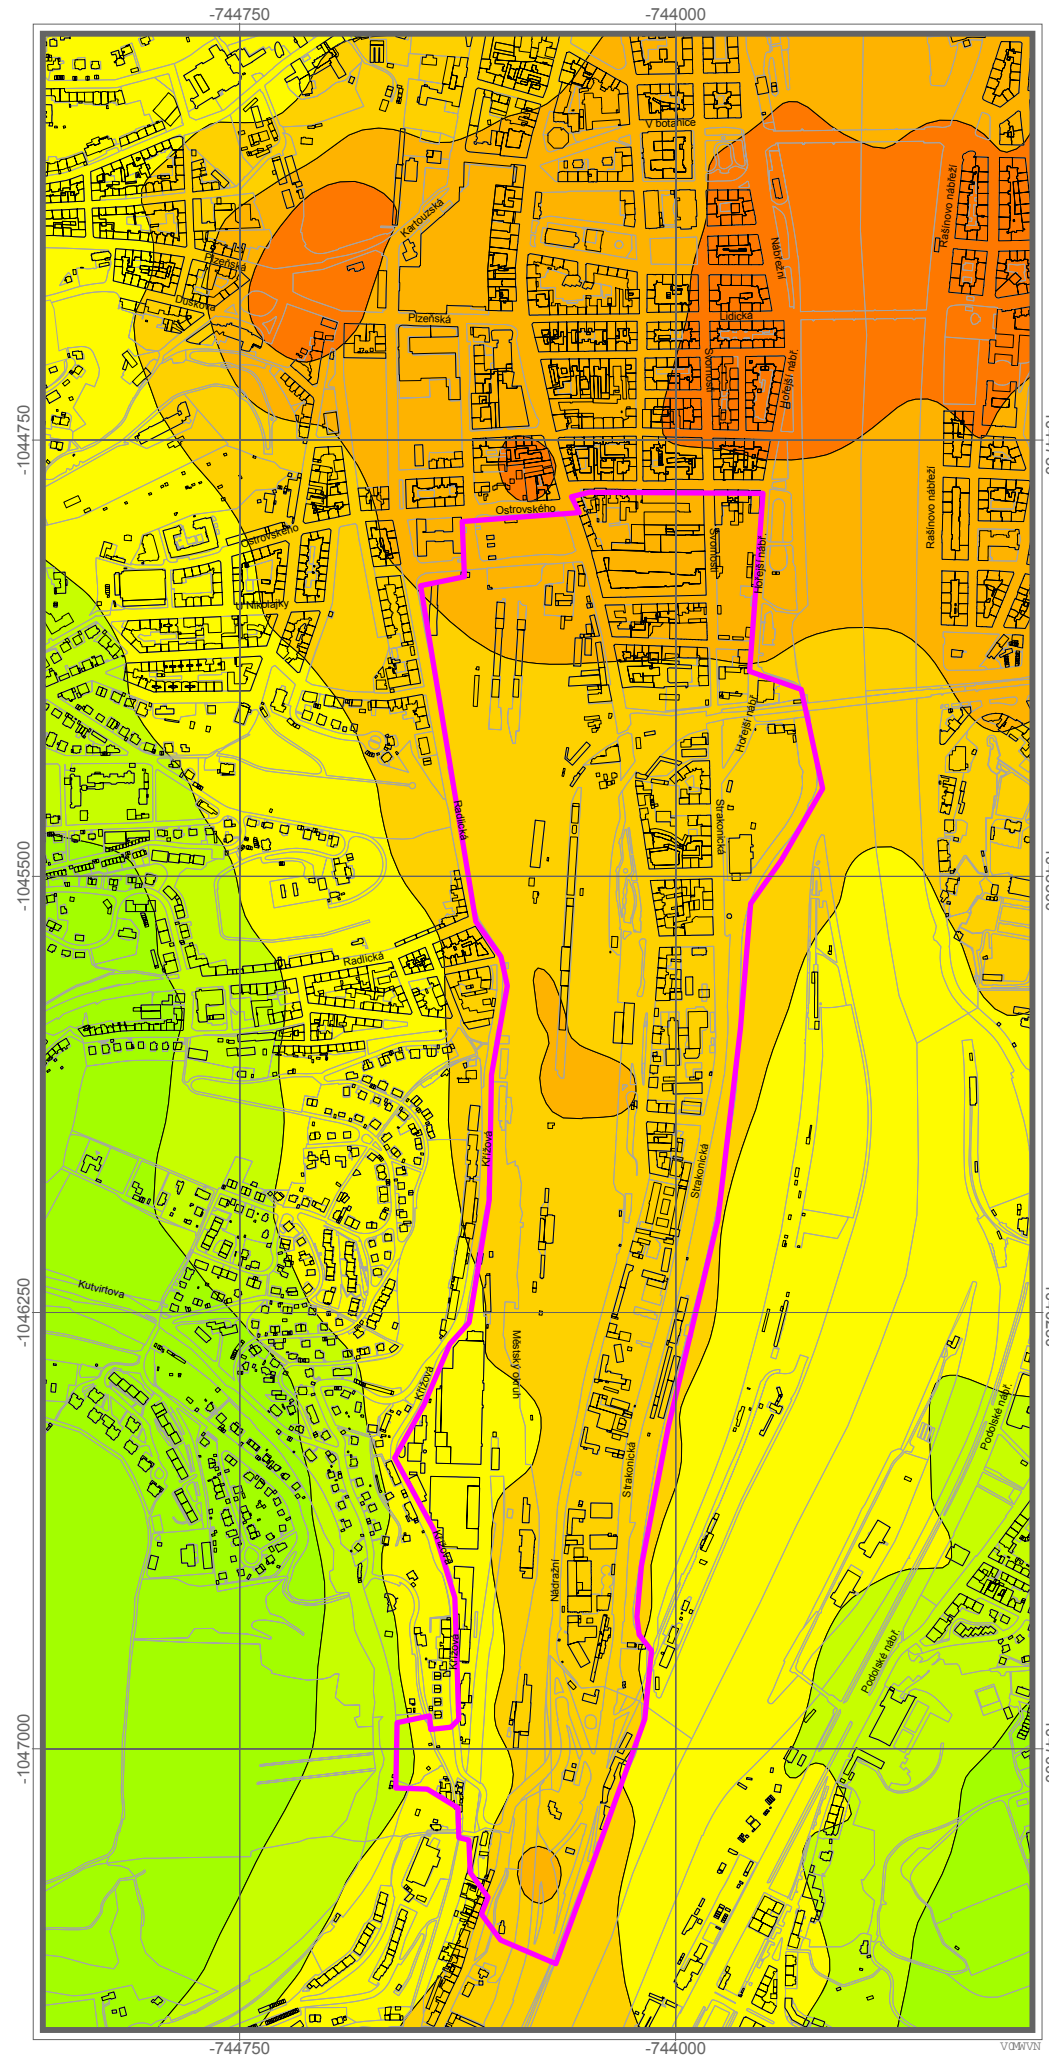 -744750
-744000
V botanice
Kartouzská
Rašínovo nábřeží
Plzeňská
Nábřežní
Duškova
Plzeňská
Lidická
Svornosti
Hořejší nábř.
-1044750
Rašínovo nábřeží
Ostrovského
Ostrovského
Svornosti
Hořejší nábř.
U Nikolajky
Hořejší nábř.
Radlická
Strakonická
-1045500
Radlická
Křížová
Strakonická
Kutvirtova
-1046250
Městský okruh
Křížová
Podolské nábř.
Strakonická
Křížová
Nádražní
Křížová
Podolské nábř.
-1047000
-744750
-744000